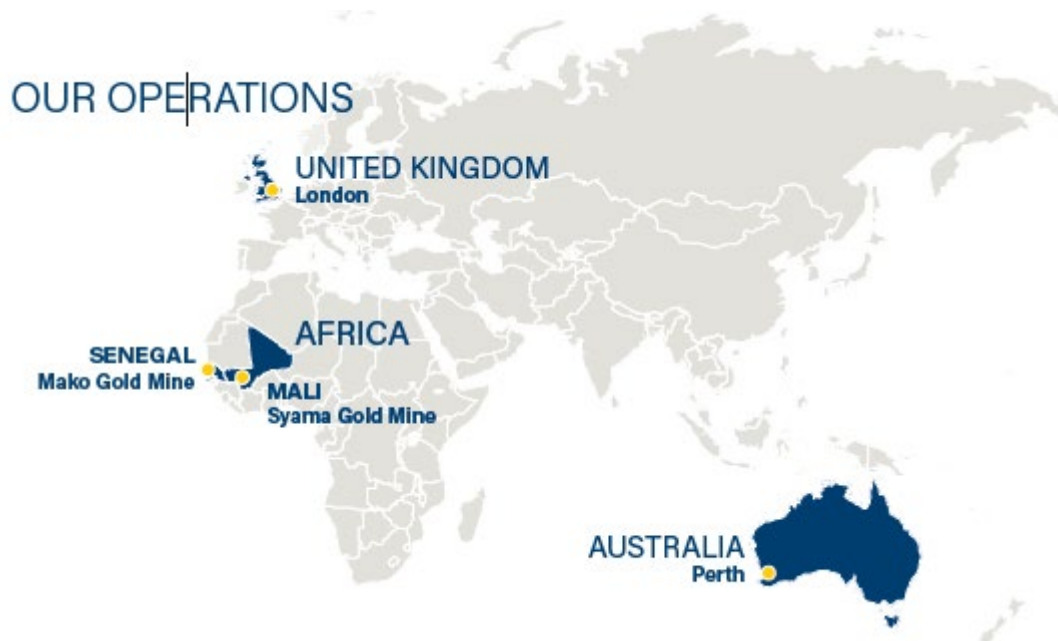 OUR OPERATIONS
UNITED KINGDOM
London
AFRICA
SENEGAL
Mako Gold Mine
MALI
Syama Gold Mine
AUSTRALIA
Perth